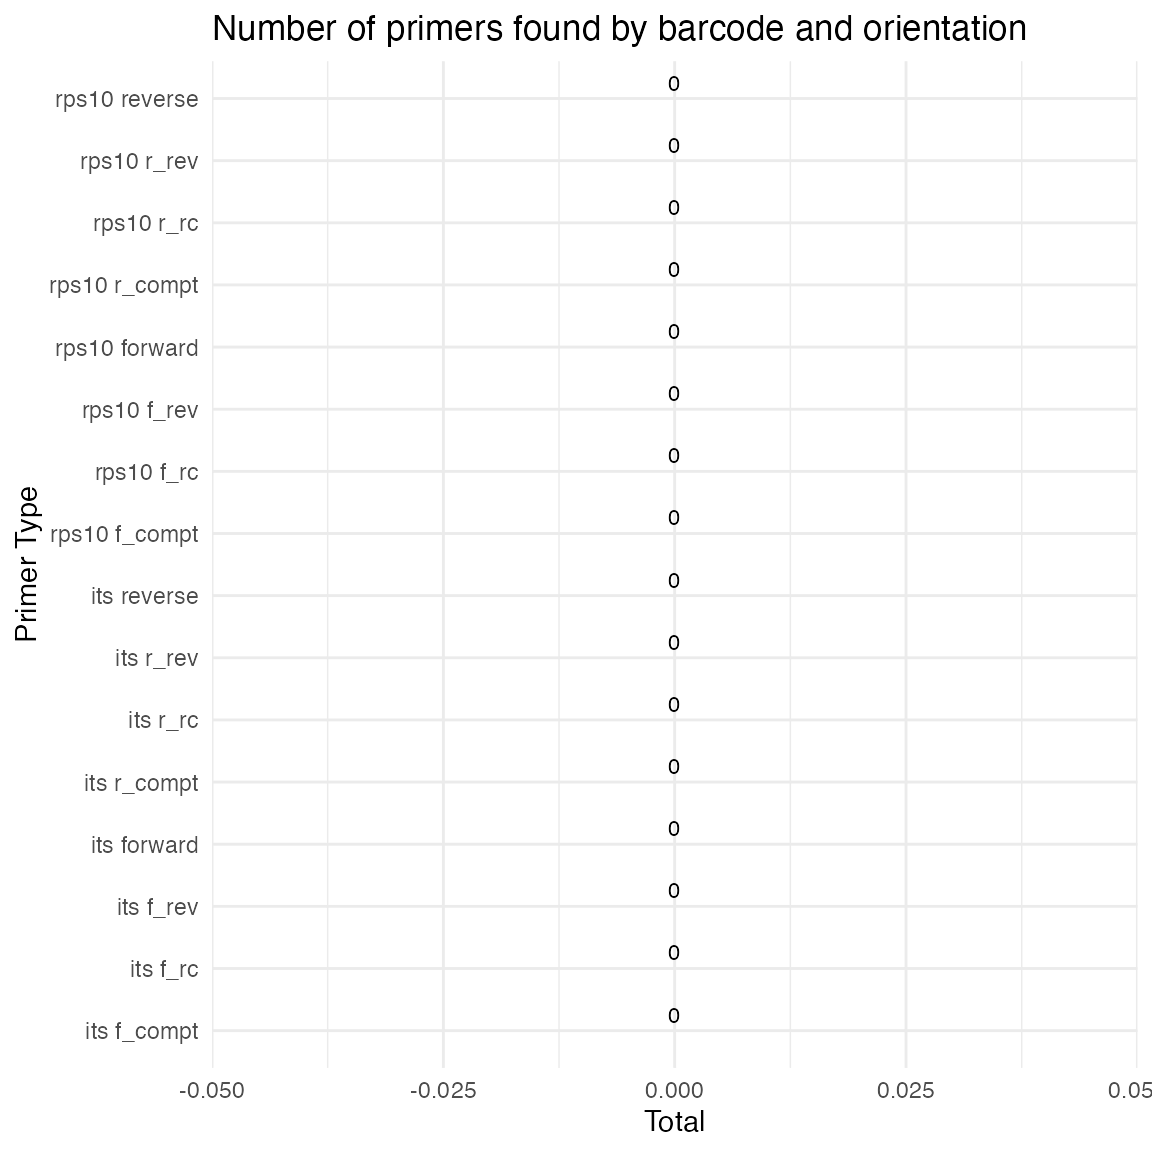 Number of primers found by barcode and orientation
rps10 reverse 0
rps10 r_rev 0
rps10 r_rc 0
rps10 r_compt 0
rps10 forward 0
rps10 f_rev 0
rps10 f_rc 0
rps10 f_compt 0
its reverse 0
its r_rev 0
its r_rc 0
its r_compt 0
its forward 0
its f_rev 0
its f_rc 0
its f_compt 0
Primer Type
-0.050 -0.025 0.000 0.025 0.05
Total